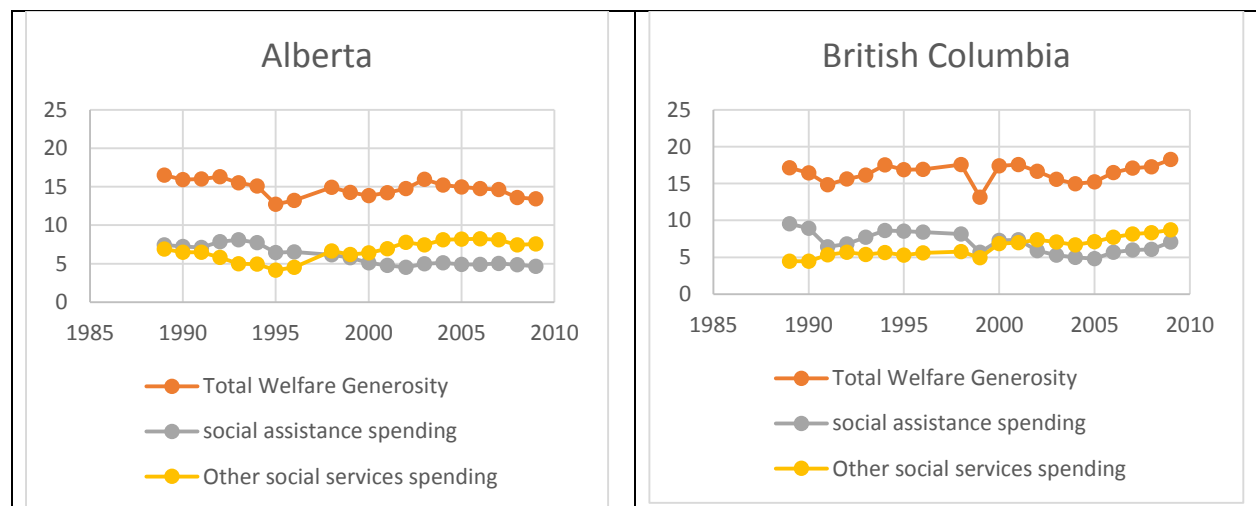 Alberta
25
20
15
10
5
0
1985 1990 1995 2000 2005 2010
Total Welfare Generosity
social assistance spending
Other social services spending
British Columbia
25
20
15
10
5
0
1985 1990 1995 2000 2005 2010
Total Welfare Generosity
social assistance spending
Other social services spending